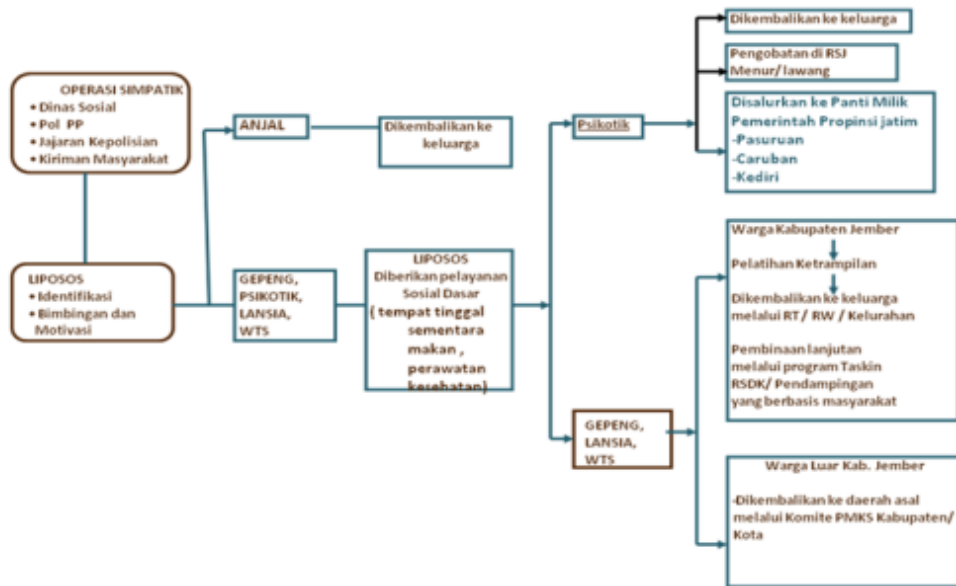 OPERASI SIMPATIK
• Dinas Sosial
• Pol PP
• Jajaran Kepolisian
• Kiriman Masyarakat
LIPOSOS
• Identifikasi
• Bimbingan dan
Motivasi
ANJAL
Dikembalikan ke
keluarga
GEPENG,
PSIKOTIK,
LANSIA,
WTS
LIPOSOS
Diberikan pelayanan
Sosial Dasar
( tempat tinggal
sementara
makan ,
perawatan
kesehatan)
Psikotik
Dikembalikan ke keluarga
Pengobatan di RSJ
Menur/ lawang
Disalurkan ke Panti Milik
Pemerintah Propinsi jatim
-Pasuruan
-Caruban
-Kediri
GEPENG,
LANSIA,
WTS
Warga Kabupaten Jember
Pelatihan Ketrampilan
Dikembalikan ke keluarga
melalui RT/ RW / Kelurahan
Pembinaan lanjutan
melalui program Taskin
RSDK/ Pendampingan
yang berbasis masyarakat
Warga Luar Kab. Jember
-Dikembalikan ke daerah asal
melalui Komite PMKS Kabupaten/
Kota